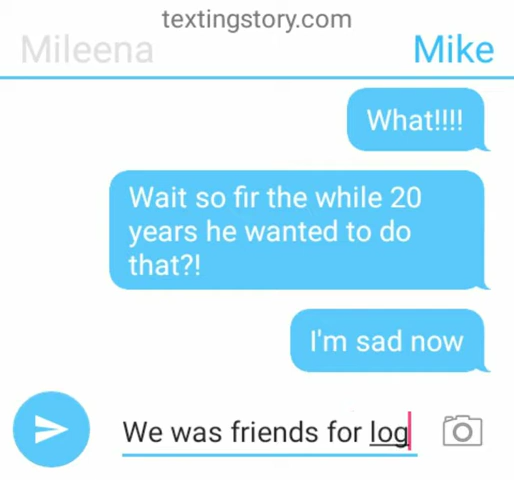 textingstory.com
Mileena
Mike
What!!!!
Wait so fir the while 20
years he wanted to do
that?!
I'm sad now
We was friends for log